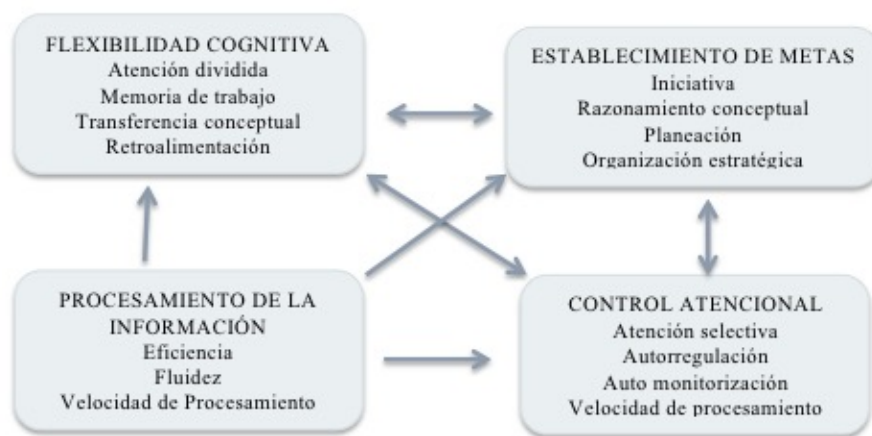 FLEXIBILIDAD COGNITIVA
Atención dividida
Memoria de trabajo
Transferencia conceptual
Retroalimentación
ESTABLECIMIENTO DE METAS
Iniciativa
Razonamiento conceptual
Planeación
Organización estratégica
PROCESAMIENTO DE LA
INFORMACIÓN
Eficiencia
Fluidez
Velocidad de Procesamiento
CONTROL ATENCIONAL
Atención selectiva
Autorregulación
Auto monitorización
Velocidad de procesamiento